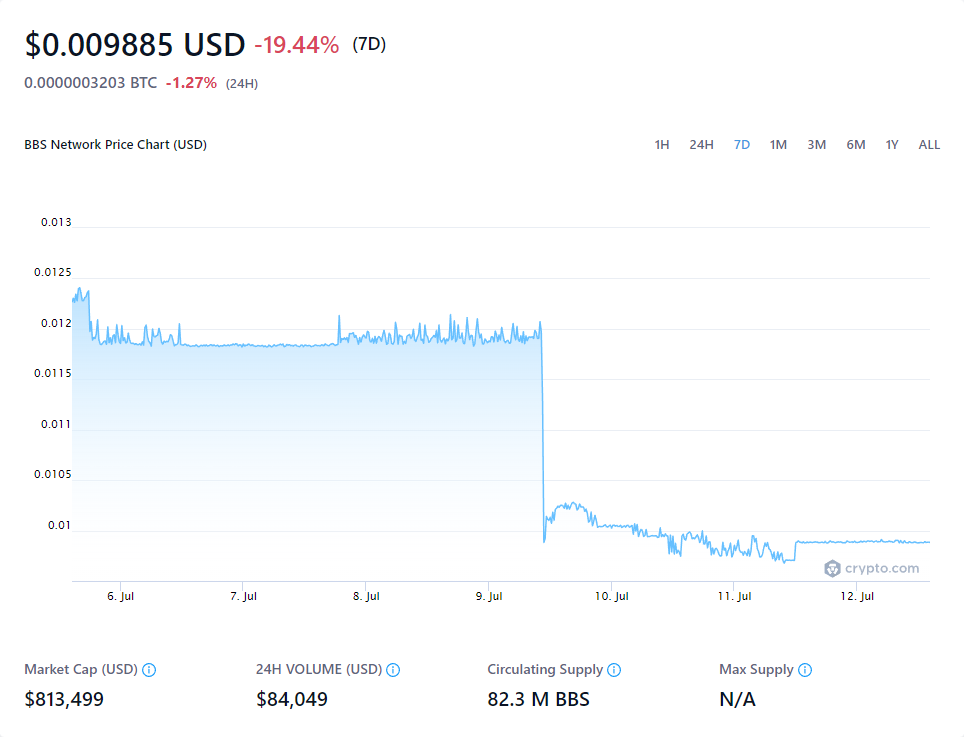 $0.009885 USD -19.44% (7D)
0.0000003203 BTC -1.27% (24H)
BBS Network Price Chart (USD) 1H 24H 7D 1M 3M 6M 1Y ALL
0.013
0.0125
0.012
0.0115
0.011
0.0105
0.01
crypto.com
6. Jul 7. Jul 8. Jul 9. Jul 10. Jul 11. Jul 12. Jul
Market Cap (USD) 24H VOLUME (USD) Circulating Supply Max Supply
$813,499 $84,049 82.3 M BBS N/A